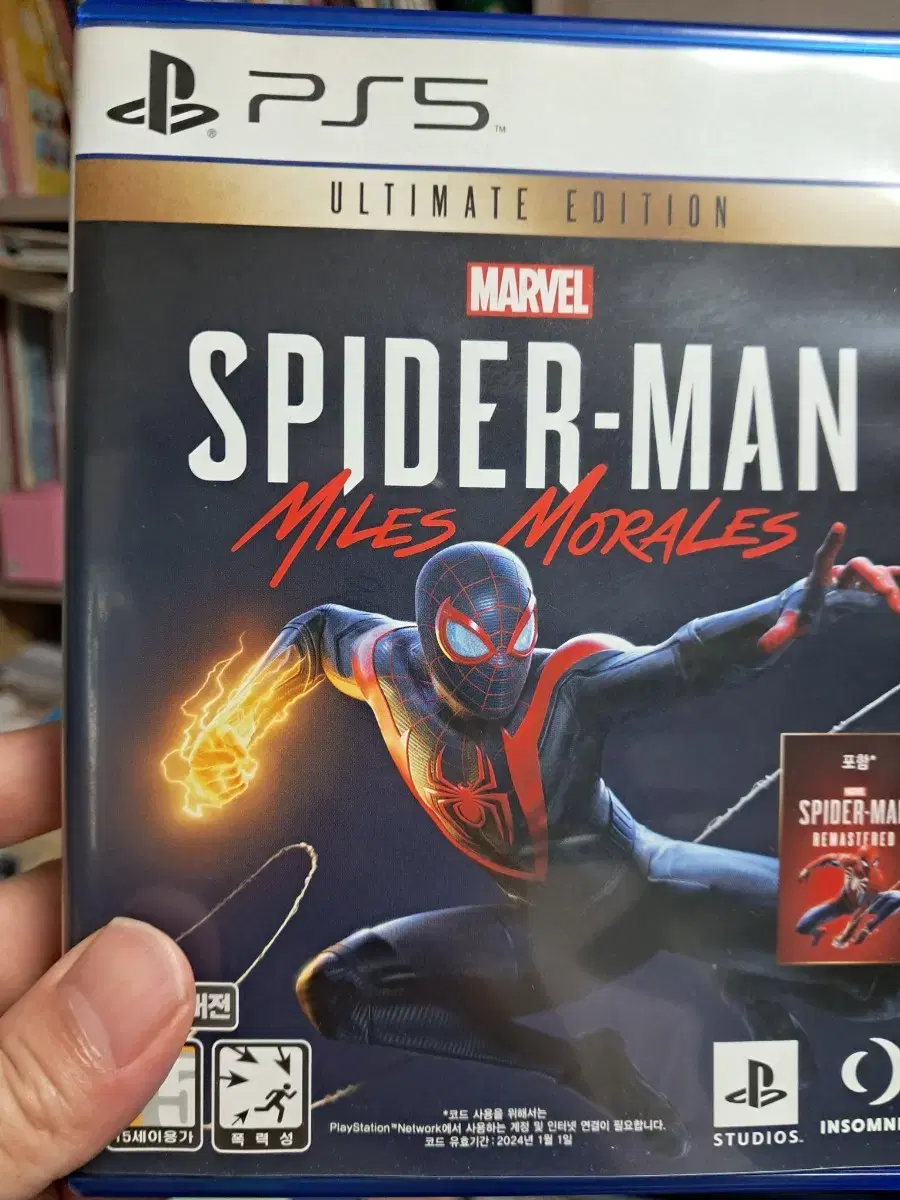 PS5™
ULTIMATE EDITION
MARVEL
SPIDER-MAN
MILES MORALES
포함*
MARVEL
SPIDER-MAN
REMASTERED
15세이용가
폭력성
*코드 사용을 위해서는
PlayStation™Network에서 사용하는 계정 및 인터넷 연결이 필요합니다.
코드 유효기간 : 2024년 1월 1일
STUDIOS™